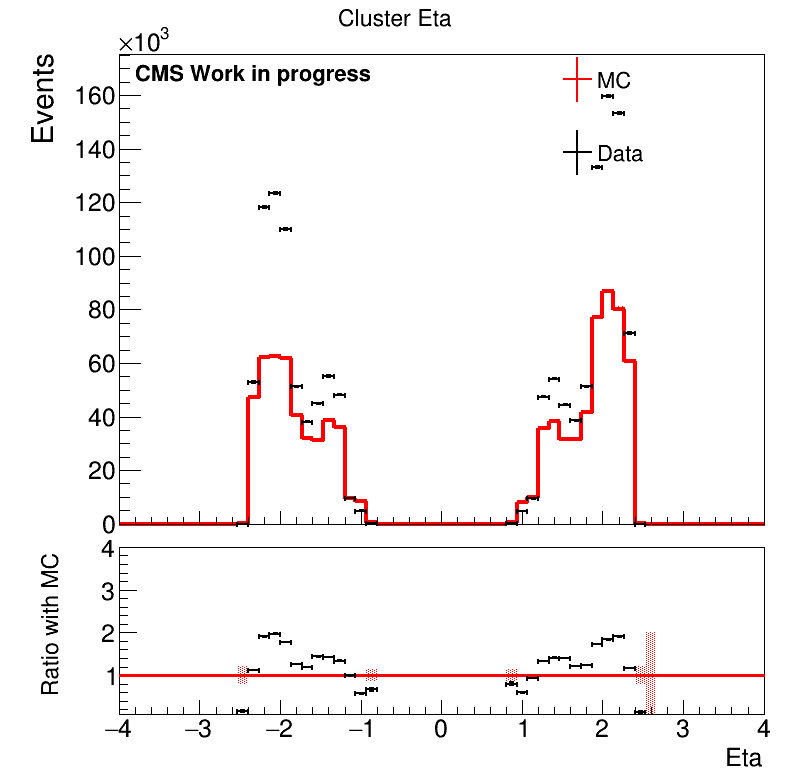 Cluster Eta
×10³
Events
CMS Work in progress
MC
Data
160
140
120
100
80
60
40
20
0
Ratio with MC
4
3
2
1
−4 −3 −2 −1 0 1 2 3 4
Eta